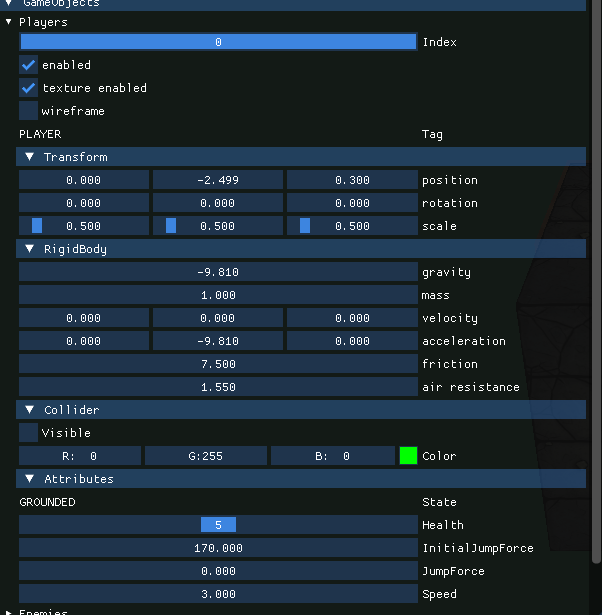 GameObjects
Players
0 Index
enabled
texture enabled
wireframe
PLAYER Tag
Transform
0.000 -2.499 0.300 position
0.000 0.000 0.000 rotation
0.500 0.500 0.500 scale
RigidBody
-9.810 gravity
1.000 mass
0.000 0.000 0.000 velocity
0.000 -9.810 0.000 acceleration
7.500 friction
1.550 air resistance
Collider
Visible
R: 0 G:255 B: 0 Color
Attributes
GROUNDED State
5 Health
170.000 InitialJumpForce
0.000 JumpForce
3.000 Speed
Enemies